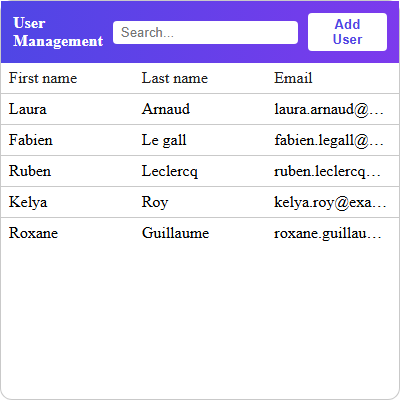 User
Management
Search...
Add
User
First name Last name Email
Laura Arnaud laura.arnaud@...
Fabien Le gall fabien.legall@...
Ruben Leclercq ruben.leclercq...
Kelya Roy kelya.roy@exa...
Roxane Guillaume roxane.guillau...